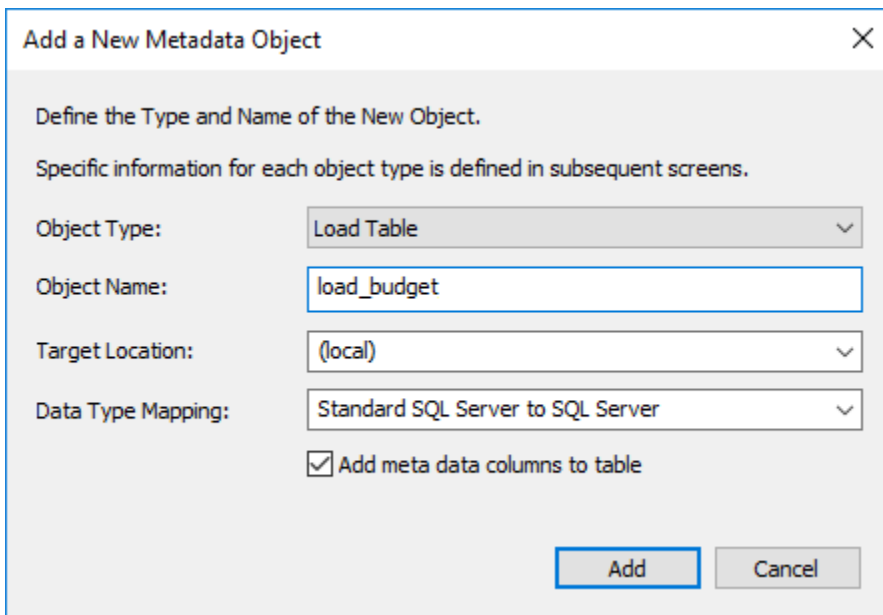 Add a New Metadata Object
Define the Type and Name of the New Object.
Specific information for each object type is defined in subsequent screens.
Object Type: Load Table
Object Name: load_budget
Target Location: (local)
Data Type Mapping: Standard SQL Server to SQL Server
Add meta data columns to table
Add Cancel